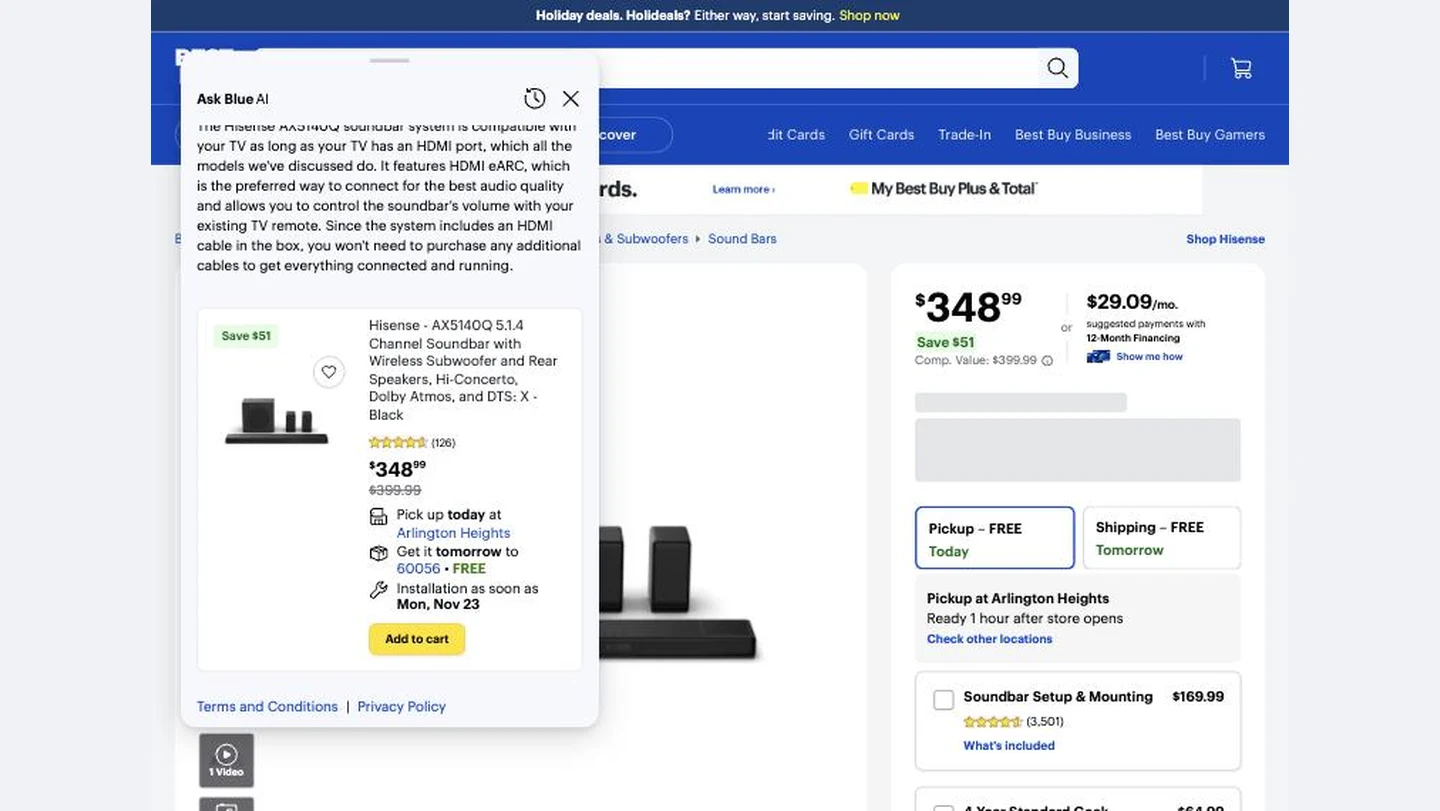 Holiday deals. Holideals? Either way, start saving. Shop now
Ask Blue AI
The Hisense AX5140Q soundbar system is compatible with
your TV as long as your TV has an HDMI port, which all the
models we've discussed do. It features HDMI eARC, which
is the preferred way to connect for the best audio quality
and allows you to control the soundbar's volume with your
existing TV remote. Since the system includes an HDMI
cable in the box, you won't need to purchase any additional
cables to get everything connected and running.
Save $51
Hisense - AX5140Q 5.1.4
Channel Soundbar with
Wireless Subwoofer and Rear
Speakers, Hi-Concerto,
Dolby Atmos, and DTS: X -
Black
(126)
$34899
$399.99
Pick up today at
Arlington Heights
Get it tomorrow to
60056 • FREE
Installation as soon as
Mon, Nov 23
Add to cart
Terms and Conditions | Privacy Policy
1 Video
cover
dit Cards Gift Cards Trade-In Best Buy Business Best Buy Gamers
rds. Learn more › My Best Buy Plus & Total™
s & Subwoofers Sound Bars
Shop Hisense
$34899 or $29.09/mo.
Save $51
Comp. Value: $399.99
suggested payments with
12-Month Financing
Show me how
Pickup – FREE
Today
Shipping – FREE
Tomorrow
Pickup at Arlington Heights
Ready 1 hour after store opens
Check other locations
Soundbar Setup & Mounting $169.99
(3,501)
What's included